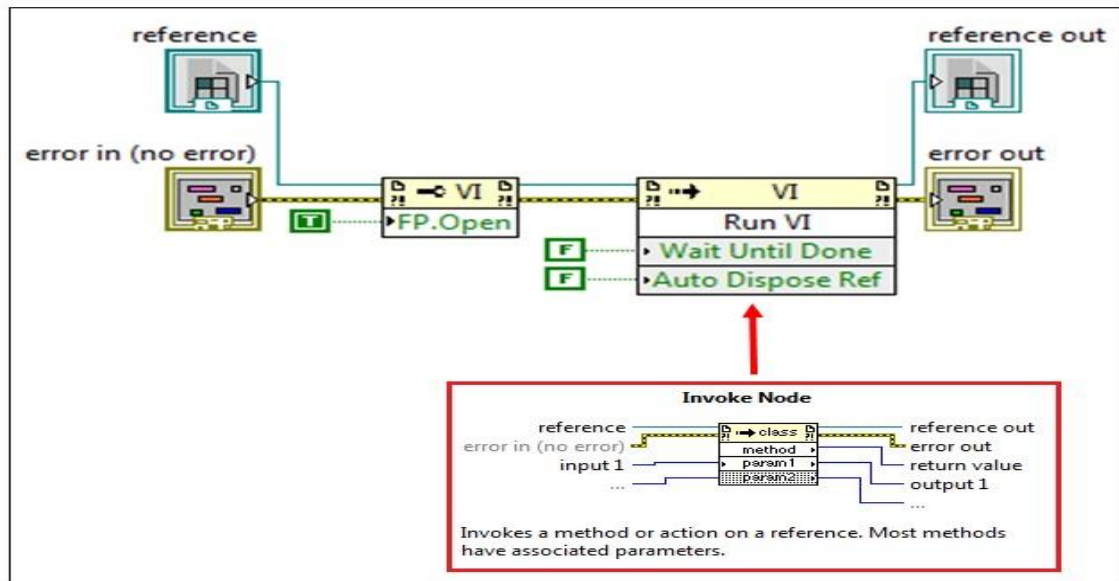 reference
reference out
error in (no error)
error out
VI
VI
T
FP.Open
Run VI
F
Wait Until Done
F
Auto Dispose Ref
Invoke Node
reference
class
reference out
error in (no error)
error out
method
return value
input 1
param1
output 1
...
param2
...
Invokes a method or action on a reference. Most methods
have associated parameters.